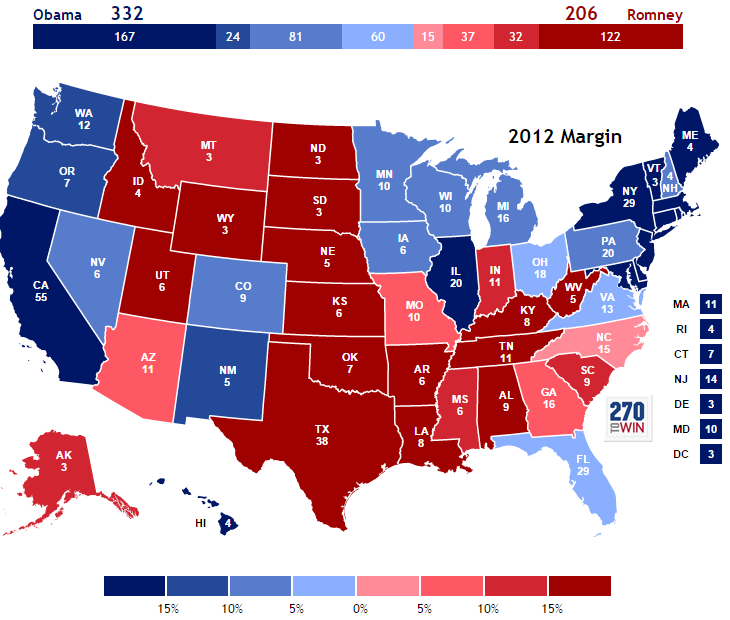 Obama 332 206 Romney
167 24 81 60 15 37 32 122
2012 Margin
WA
12
OR
7
CA
55
NV
6
ID
4
MT
3
WY
3
UT
6
AZ
11
CO
9
NM
5
ND
3
SD
3
NE
5
KS
6
OK
7
TX
38
MN
10
IA
6
MO
10
AR
6
LA
8
WI
10
IL
20
MI
16
IN
11
OH
18
KY
8
TN
11
MS
6
AL
9
GA
16
FL
29
SC
9
NC
15
VA
13
WV
5
PA
20
NY
29
VT
3
4
NH
ME
4
MA 11
RI 4
CT 7
NJ 14
DE 3
MD 10
DC 3
270
TO WIN
AK
3
HI 4
15% 10% 5% 0% 5% 10% 15%